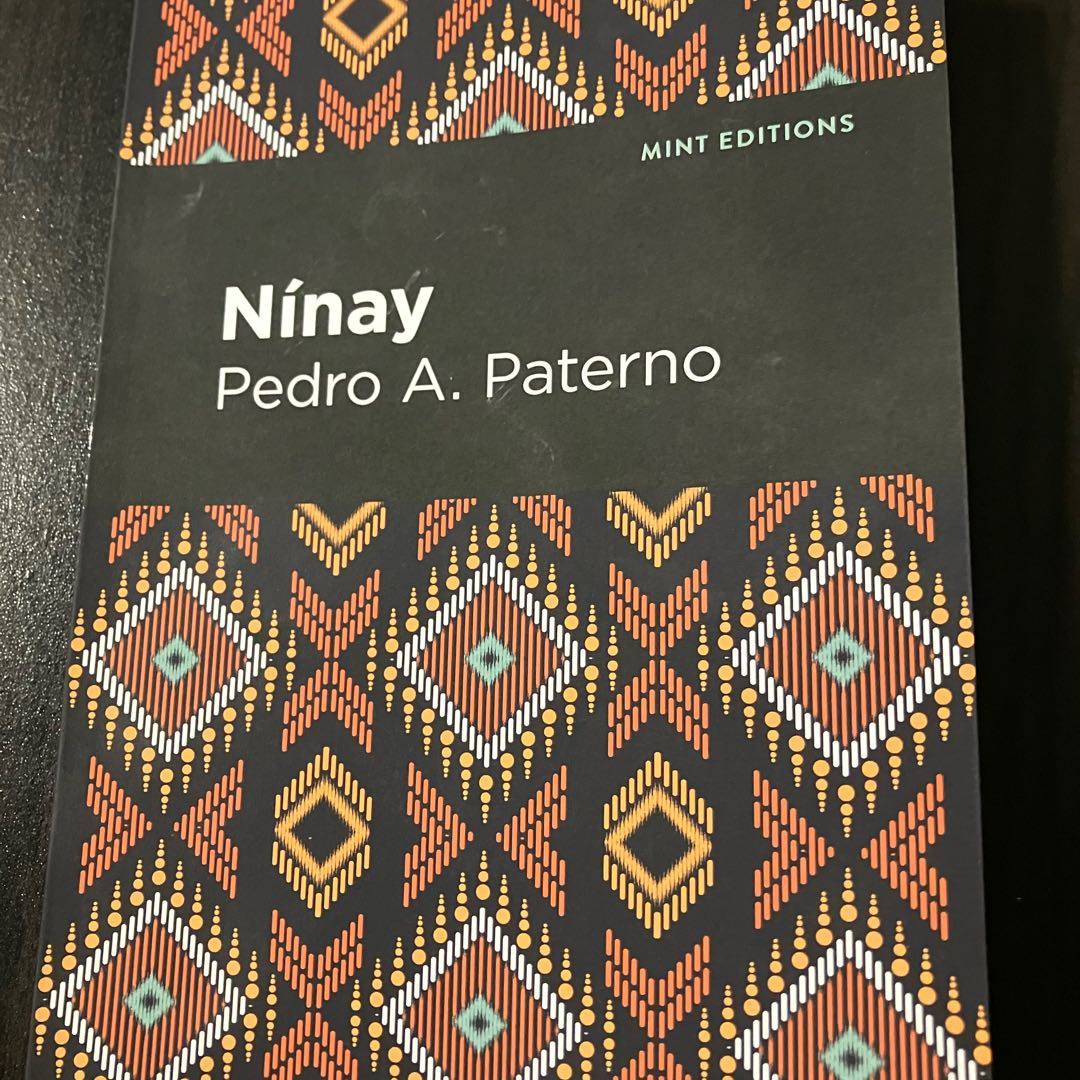 MINT EDITIONS
Nínay
Pedro A. Paterno